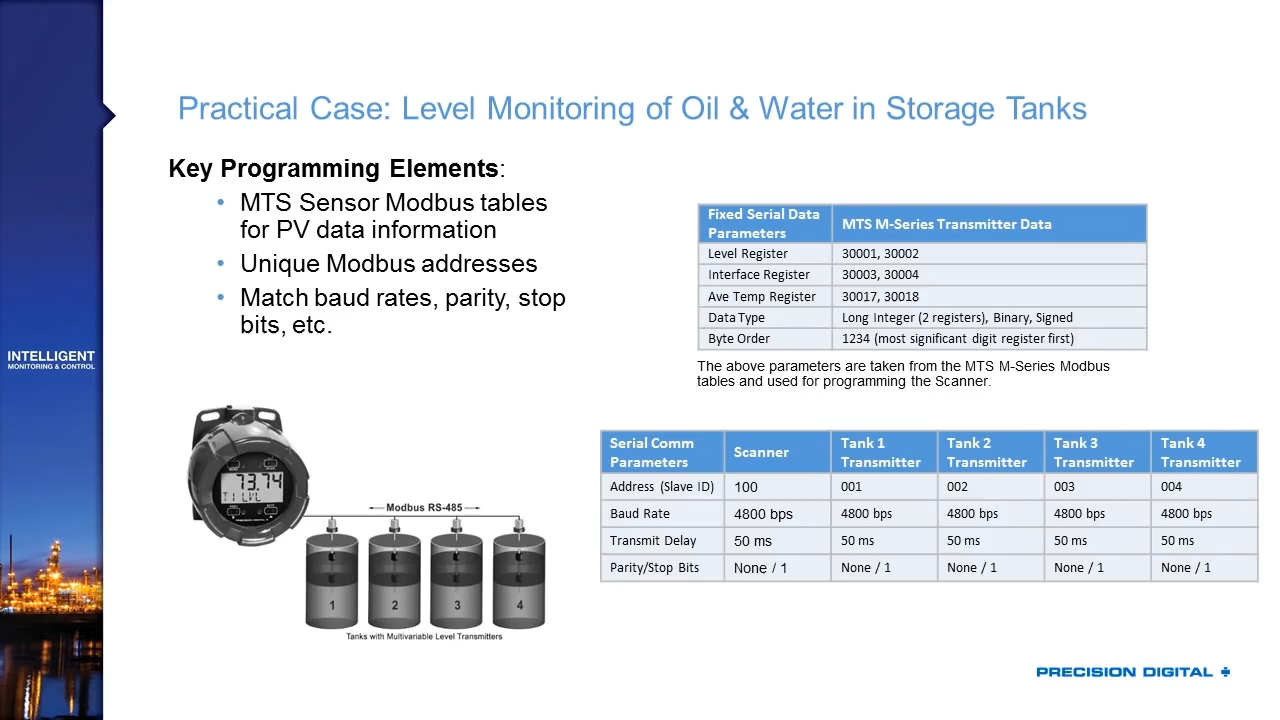 Practical Case: Level Monitoring of Oil & Water in Storage Tanks
Key Programming Elements:
• MTS Sensor Modbus tables
for PV data information
• Unique Modbus addresses
• Match baud rates, parity, stop
bits, etc.
INTELLIGENT
MONITORING & CONTROL
Fixed Serial Data Parameters MTS M-Series Transmitter Data
Level Register 30001, 30002
Interface Register 30003, 30004
Ave Temp Register 30017, 30018
Data Type Long Integer (2 registers), Binary, Signed
Byte Order 1234 (most significant digit register first)
The above parameters are taken from the MTS M-Series Modbus
tables and used for programming the Scanner.
73.74
T1 LVL
PRECISION DIGITAL
Modbus RS-485
1 2 3 4
Tanks with Multivariable Level Transmitters
Serial Comm Parameters Scanner Tank 1 Transmitter Tank 2 Transmitter Tank 3 Transmitter Tank 4 Transmitter
Address (Slave ID) 100 001 002 003 004
Baud Rate 4800 bps 4800 bps 4800 bps 4800 bps 4800 bps
Transmit Delay 50 ms 50 ms 50 ms 50 ms 50 ms
Parity/Stop Bits None / 1 None / 1 None / 1 None / 1 None / 1
PRECISION DIGITAL